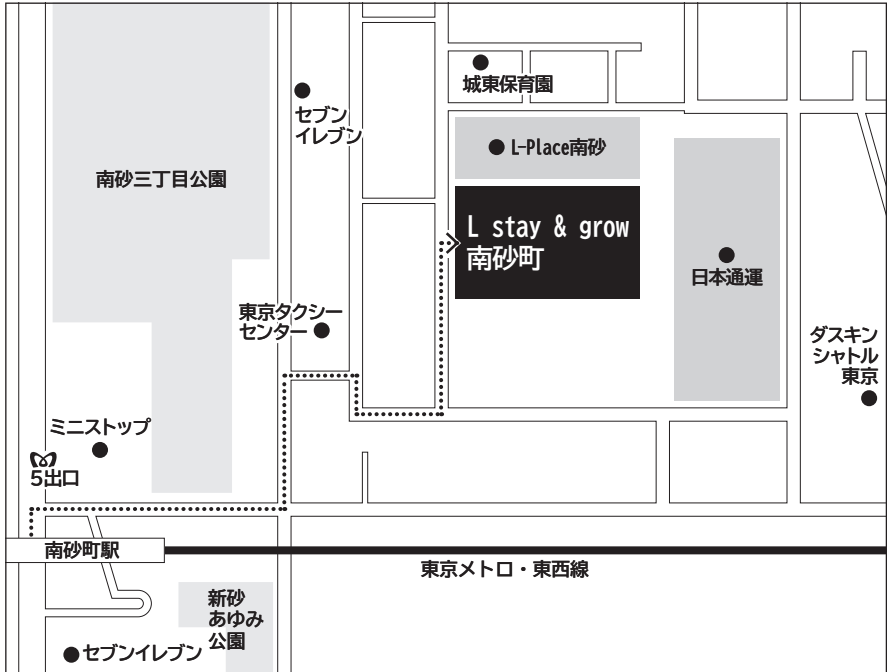 城東保育園
セブン
イレブン
L-Place南砂
南砂三丁目公園
L stay & grow
南砂町
日本通運
東京タクシー
センター
ダスキン
シャトル
東京
ミニストップ
5出口
南砂町駅
東京メトロ・東西線
新砂
あゆみ
公園
セブンイレブン